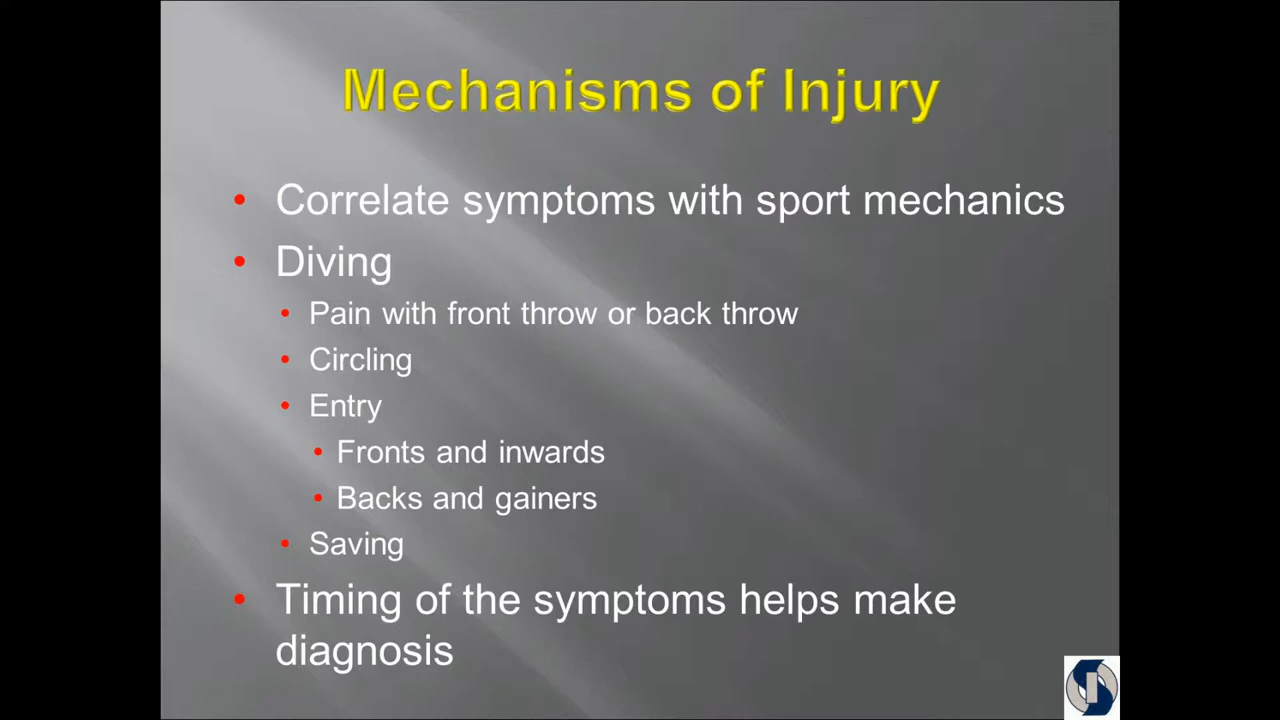 Mechanisms of Injury
• Correlate symptoms with sport mechanics
• Diving
• Pain with front throw or back throw
• Circling
• Entry
• Fronts and inwards
• Backs and gainers
• Saving
• Timing of the symptoms helps make
diagnosis